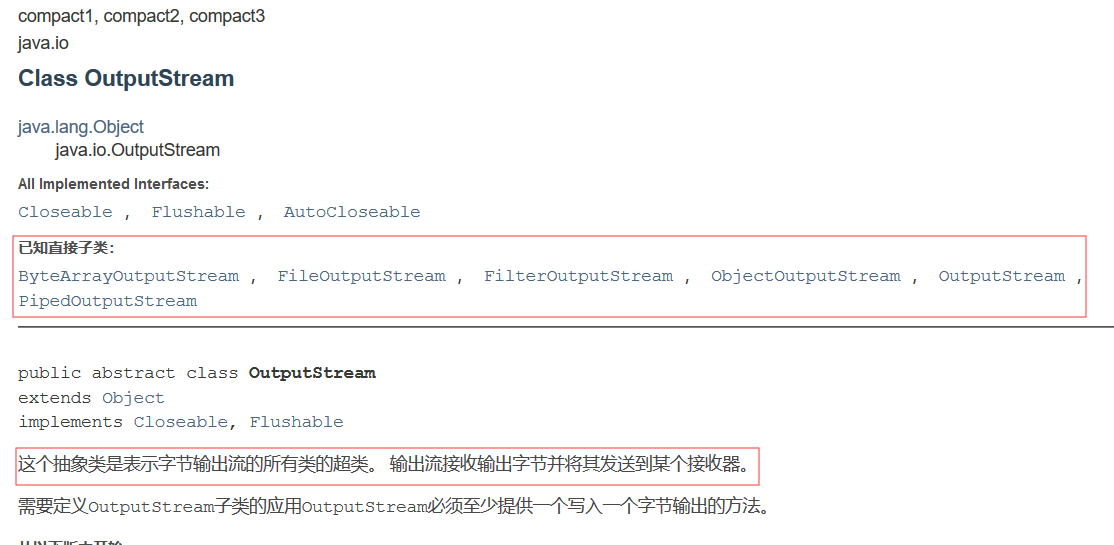 compact1, compact2, compact3
java.io
Class OutputStream
java.lang.Object
java.io.OutputStream
All Implemented Interfaces:
Closeable , Flushable , AutoCloseable
已知直接子类:
ByteArrayOutputStream , FileOutputStream , FilterOutputStream , ObjectOutputStream , OutputStream ,
PipedOutputStream
public abstract class OutputStream
extends Object
implements Closeable, Flushable
这个抽象类是表示字节输出流的所有类的超类。 输出流接收输出字节并将其发送到某个接收器。
需要定义OutputStream子类的应用OutputStream必须至少提供一个写入一个字节输出的方法。